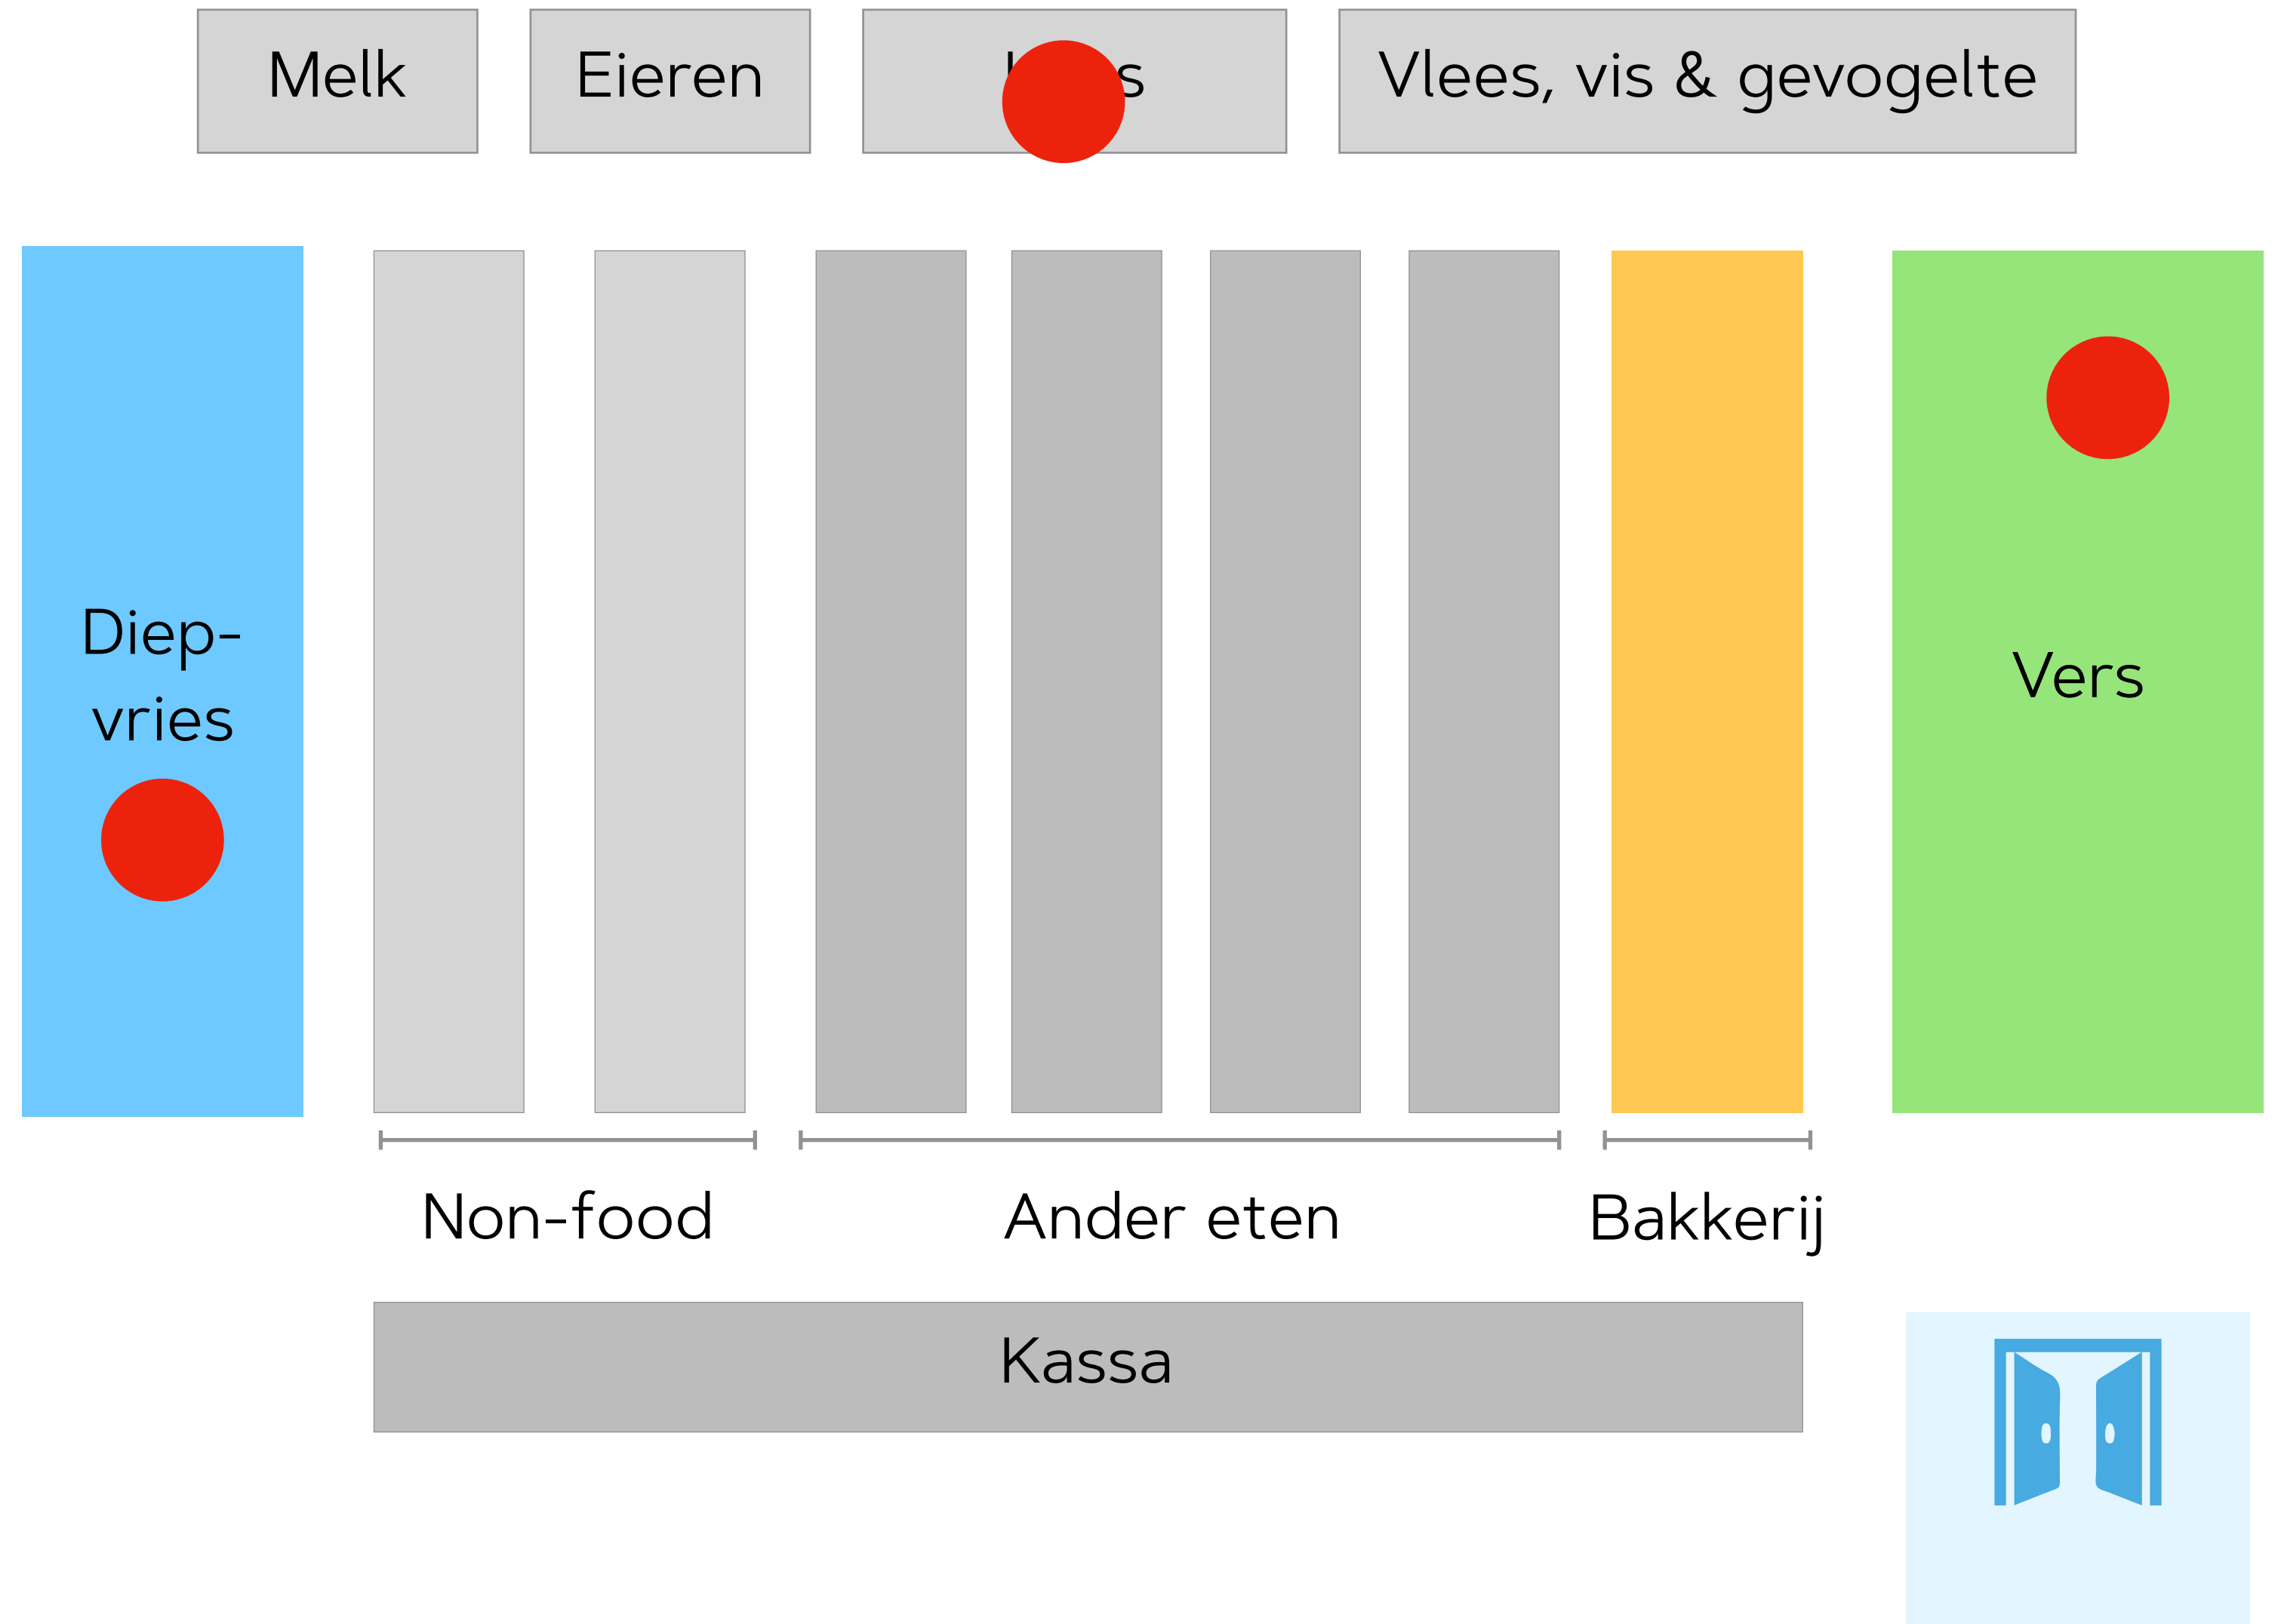 Melk
Eieren
Vlees, vis & gevogelte
Diep-
vries
Vers
Non-food
Ander eten
Bakkerij
Kassa